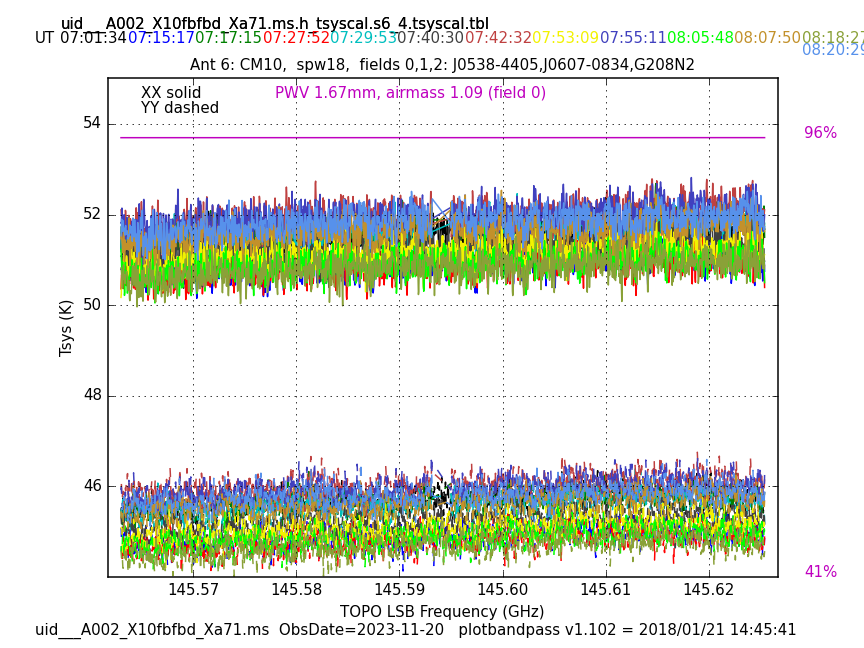 uid___A002_X10fbfbd_Xa71.ms.h_tsyscal.s6_4.tsyscal.tbl
UT 07:01:34 07:15:17 07:17:15 07:27:52 07:29:53 07:40:30 07:42:32 07:53:09 07:55:11 08:05:48 08:07:50 08:18:27
08:20:29
Ant 6: CM10,  spw18,  fields 0,1,2: J0538-4405,J0607-0834,G208N2
XX solid
PWV 1.67mm, airmass 1.09 (field 0)
YY dashed
54
96%
52
50
Tsys (K)
48
46
41%
145.57 145.58 145.59 145.60 145.61 145.62
TOPO LSB Frequency (GHz)
uid___A002_X10fbfbd_Xa71.ms  ObsDate=2023-11-20   plotbandpass v1.102 = 2018/01/21 14:45:41